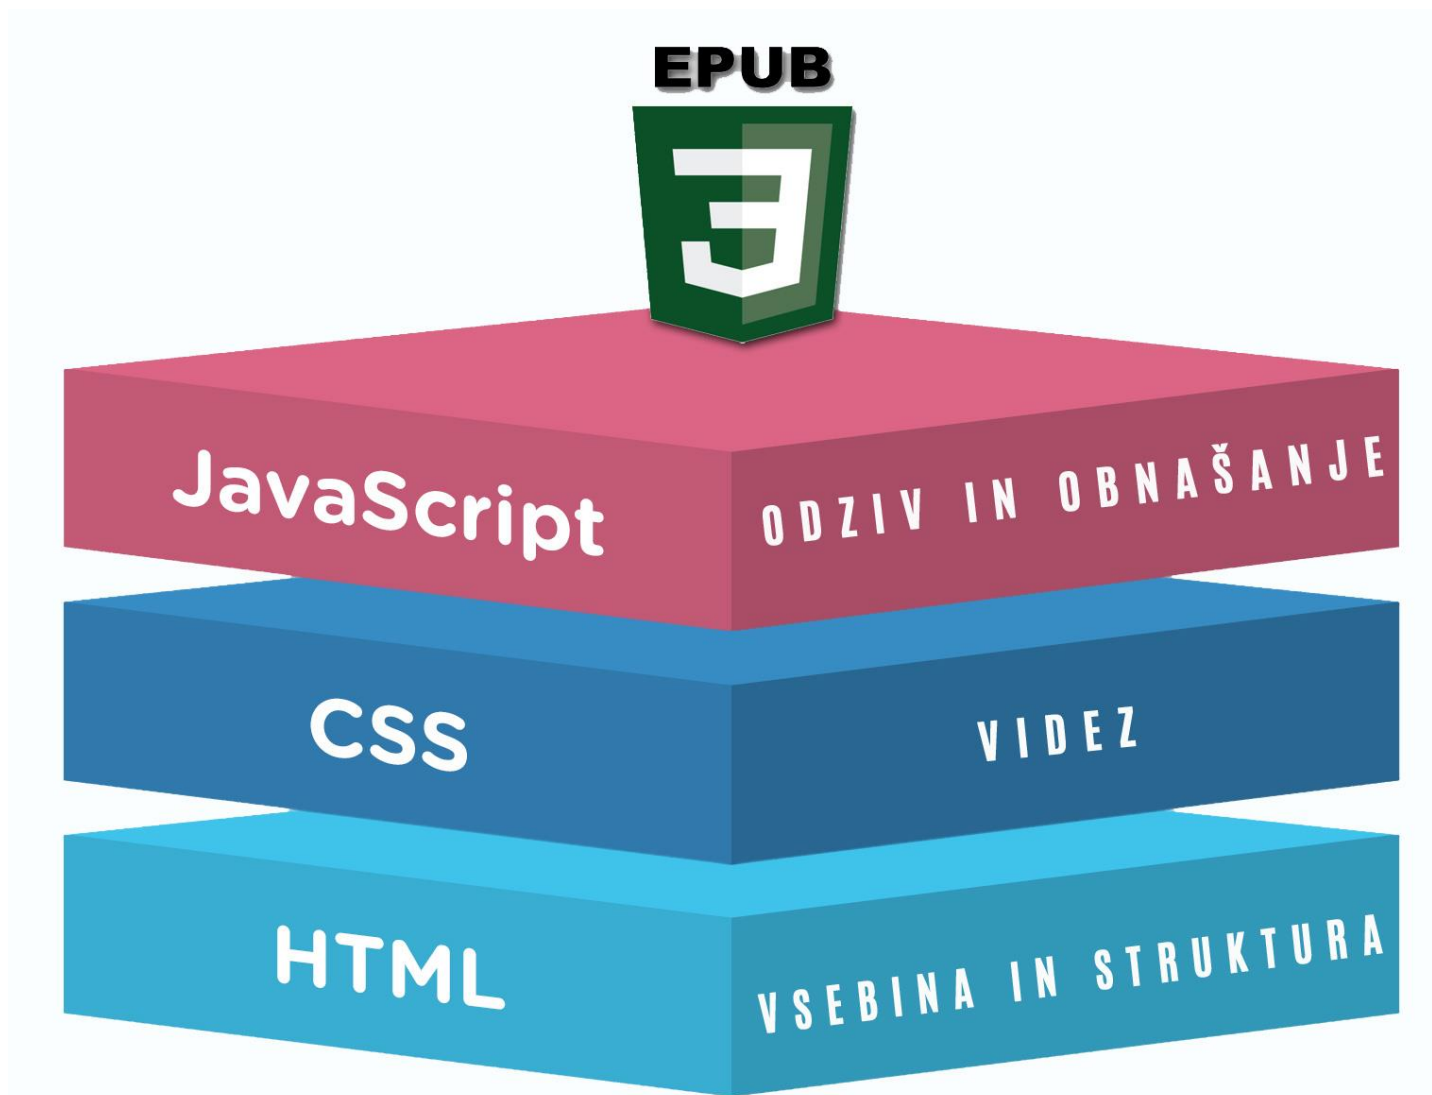 EPUB
3
JavaScript
ODZIV IN OBNAŠANJE
CSS
VIDEZ
HTML
VSEBINA IN STRUKTURA